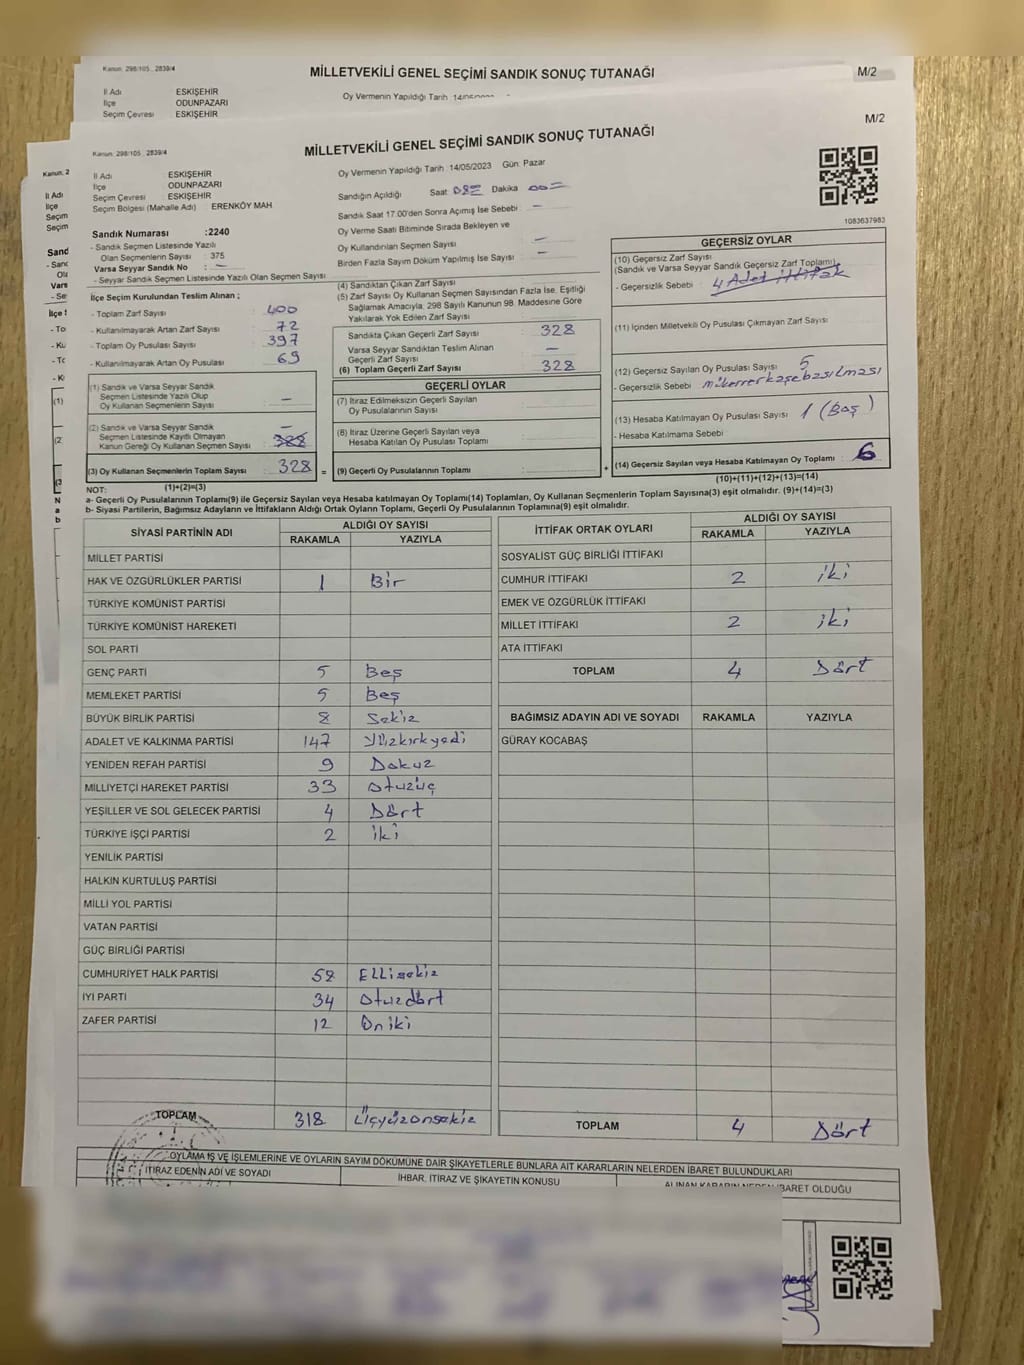 Kanun: 298/105_ 2839/4
MİLLETVEKİLİ GENEL SEÇİMİ SANDIK SONUÇ TUTANAĞI
M/2
İl Adı : ESKİŞEHİR
İlçe : ODUNPAZARI
Seçim Çevresi : ESKİŞEHİR
Oy Vermenin Yapıldığı Tarih
Kanun: 298/105_ 2839/4
MİLLETVEKİLİ GENEL SEÇİMİ SANDIK SONUÇ TUTANAĞI
M/2
İl Adı : ESKİŞEHİR
İlçe : ODUNPAZARI
Seçim Çevresi : ESKİŞEHİR
Seçim Bölgesi (Mahalle Adı) : ERENKÖY MAH
Oy Vermenin Yapıldığı Tarih :14/05/2023 Gün: Pazar
Sandığın Açıldığı Saat Dakika
Sandık Saat 17.00'den Sonra Açımış İse Sebebi : –
Oy Verme Saati Bitiminde Sırada Bekleyen ve
Oy Kullandırılan Seçmen Sayısı : –
Birden Fazla Sayım Döküm Yapılmış İse Sayısı : –
1083637983
Sandık Numarası :2240
- Sandık Seçmen Listesinde Yazılı
Olan Seçmenlerin Sayısı : 375
Varsa Seyyar Sandık No : –
- Seyyar Sandık Seçmen Listesinde Yazılı Olan Seçmen Sayısı
İlçe Seçim Kurulundan Teslim Alınan ;
- Toplam Zarf Sayısı : 400
- Kullanılmayarak Artan Zarf Sayısı : 72
- Toplam Oy Pusulası Sayısı : 397
- Kullanılmayarak Artan Oy Pusulası : 69
(1) Sandık ve Varsa Seyyar Sandık
Seçmen Listesinde Yazılı Olup
Oy Kullanan Seçmenlerin Sayısı : –
(2) Sandık ve Varsa Seyyar Sandık –
Seçmen Listesinde Kayıtlı Olmayan
Kanun Gereği Oy Kullanan Seçmen Sayısı : 328
(3) Oy Kullanan Seçmenlerin Toplam Sayısı : 328 =
(1)+(2)=(3)
(4) Sandıktan Çıkan Zarf Sayısı :
(5) Zarf Sayısı Oy Kullanan Seçmen Sayısından Fazla İse, Eşitliği
Sağlamak Amacıyla, 298 Sayılı Kanunun 98. Maddesine Göre
Yakılarak Yok Edilen Zarf Sayısı :
Sandıkta Çıkan Geçerli Zarf Sayısı : 328
Varsa Seyyar Sandıktan Teslim Alınan
Geçerli Zarf Sayısı : –
(6) Toplam Geçerli Zarf Sayısı : 328
GEÇERLİ OYLAR
(7) İtiraz Edilmeksizin Geçerli Sayılan
Oy Pusulalarının Sayısı :
(8) İtiraz Üzerine Geçerli Sayılan veya
Hesaba Katılan Oy Pusulası Toplamı :
(9) Geçerli Oy Pusulalarının Toplamı : +
GEÇERSİZ OYLAR
(10) Geçersiz Zarf Sayısı
(Sandık ve Varsa Seyyar Sandık Geçersiz Zarf Toplamı)
- Geçersizlik Sebebi : 4 Adet ittifak
(11) İçinden Milletvekili Oy Pusulası Çıkmayan Zarf Sayısı :
(12) Geçersiz Sayılan Oy Pusulası Sayısı : 5
- Geçersizlik Sebebi : mükerrer kaşe basılması
(13) Hesaba Katılmayan Oy Pusulası Sayısı : 1 (Boş)
- Hesaba Katılmama Sebebi
(14) Geçersiz Sayılan veya Hesaba Katılmayan Oy Toplamı : 6
(10)+(11)+(12)+(13)=(14)
NOT:
a- Geçerli Oy Pusulalarının Toplamı(9) ile Geçersiz Sayılan veya Hesaba katılmayan Oy Toplamı(14) Toplamları, Oy Kullanan Seçmenlerin Toplam Sayısına(3) eşit olmalıdır. (9)+(14)=(3)
b- Siyasi Partilerin, Bağımsız Adayların ve İttifakların Aldığı Ortak Oyların Toplamı, Geçerli Oy Pusulalarının Toplamına(9) eşit olmalıdır.
SİYASİ PARTİNİN ADI ALDIĞI OY SAYISI
RAKAMLA YAZIYLA
MİLLET PARTİSİ
HAK VE ÖZGÜRLÜKLER PARTİSİ 1 Bir
TÜRKİYE KOMÜNİST PARTİSİ
TÜRKİYE KOMÜNİST HAREKETİ
SOL PARTİ
GENÇ PARTİ 5 Beş
MEMLEKET PARTİSİ 5 Beş
BÜYÜK BİRLİK PARTİSİ 8 Sekiz
ADALET VE KALKINMA PARTİSİ 147 Yüzkırkyedi
YENİDEN REFAH PARTİSİ 9 Dokuz
MİLLİYETÇİ HAREKET PARTİSİ 33 Otuzüç
YEŞİLLER VE SOL GELECEK PARTİSİ 4 Dört
TÜRKİYE İŞÇİ PARTİSİ 2 iki
YENİLİK PARTİSİ
HALKIN KURTULUŞ PARTİSİ
MİLLİ YOL PARTİSİ
VATAN PARTİSİ
GÜÇ BİRLİĞİ PARTİSİ
CUMHURİYET HALK PARTİSİ 58 Ellisekiz
İYİ PARTİ 34 Otuzdört
ZAFER PARTİSİ 12 Oniki
TOPLAM 318 Üçyüzonsekiz
İTTİFAK ORTAK OYLARI ALDIĞI OY SAYISI
RAKAMLA YAZIYLA
SOSYALİST GÜÇ BİRLİĞİ İTTİFAKI
CUMHUR İTTİFAKI 2 iki
EMEK VE ÖZGÜRLÜK İTTİFAKI
MİLLET İTTİFAKI 2 iki
ATA İTTİFAKI
TOPLAM 4 Dört
BAĞIMSIZ ADAYIN ADI VE SOYADI RAKAMLA YAZIYLA
GÜRAY KOCABAŞ
TOPLAM 4 Dört
OYLAMA İŞ VE İŞLEMLERİNE VE OYLARIN SAYIM DÖKÜMÜNE DAİR ŞİKAYETLERLE BUNLARA AİT KARARLARIN NELERDEN İBARET BULUNDUKLARI
İTİRAZ EDENİN ADI VE SOYADI
İHBAR, İTİRAZ VE ŞİKAYETİN KONUSU
ALINAN KARARIN NEDEN İBARET OLDUĞU